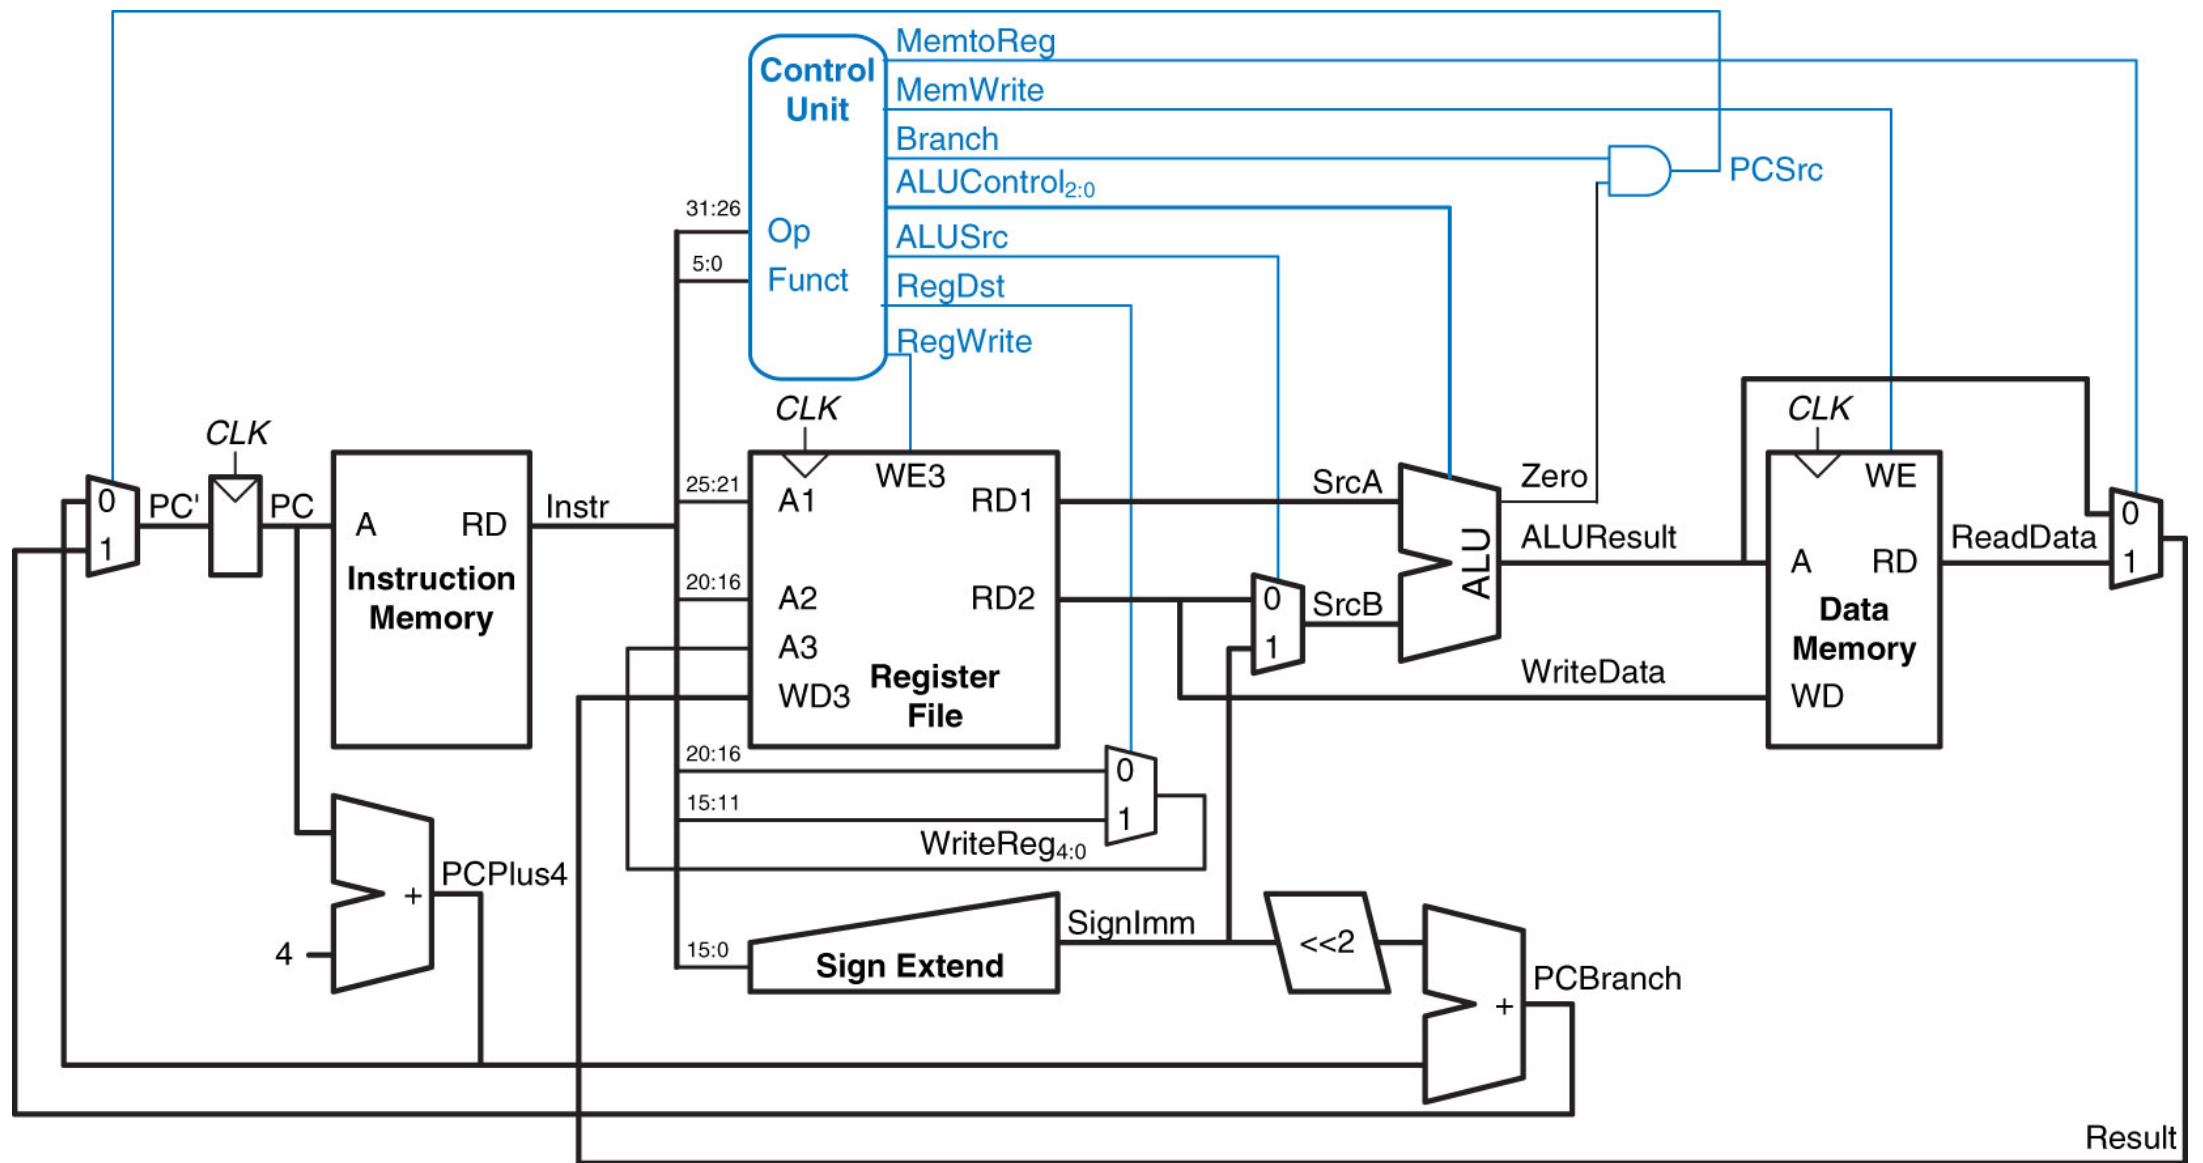 MemtoReg
Control
Unit
MemWrite
Branch
PCSrc
ALUControl2:0
31:26
Op
ALUSrc
5:0
Funct
RegDst
RegWrite
CLK
CLK
CLK
WE3
WE
0
1
PC'
PC
A
RD
Instruction
Memory
Instr
25:21
A1
RD1
SrcA
Zero
ALU
ALUResult
A
RD
ReadData
0
1
20:16
A2
RD2
0
1
SrcB
Data
Memory
A3
WD3
Register
File
WriteData
WD
20:16
0
15:11
1
WriteReg4:0
PCPlus4
+
4
15:0
Sign Extend
SignImm
<<2
+
PCBranch
Result